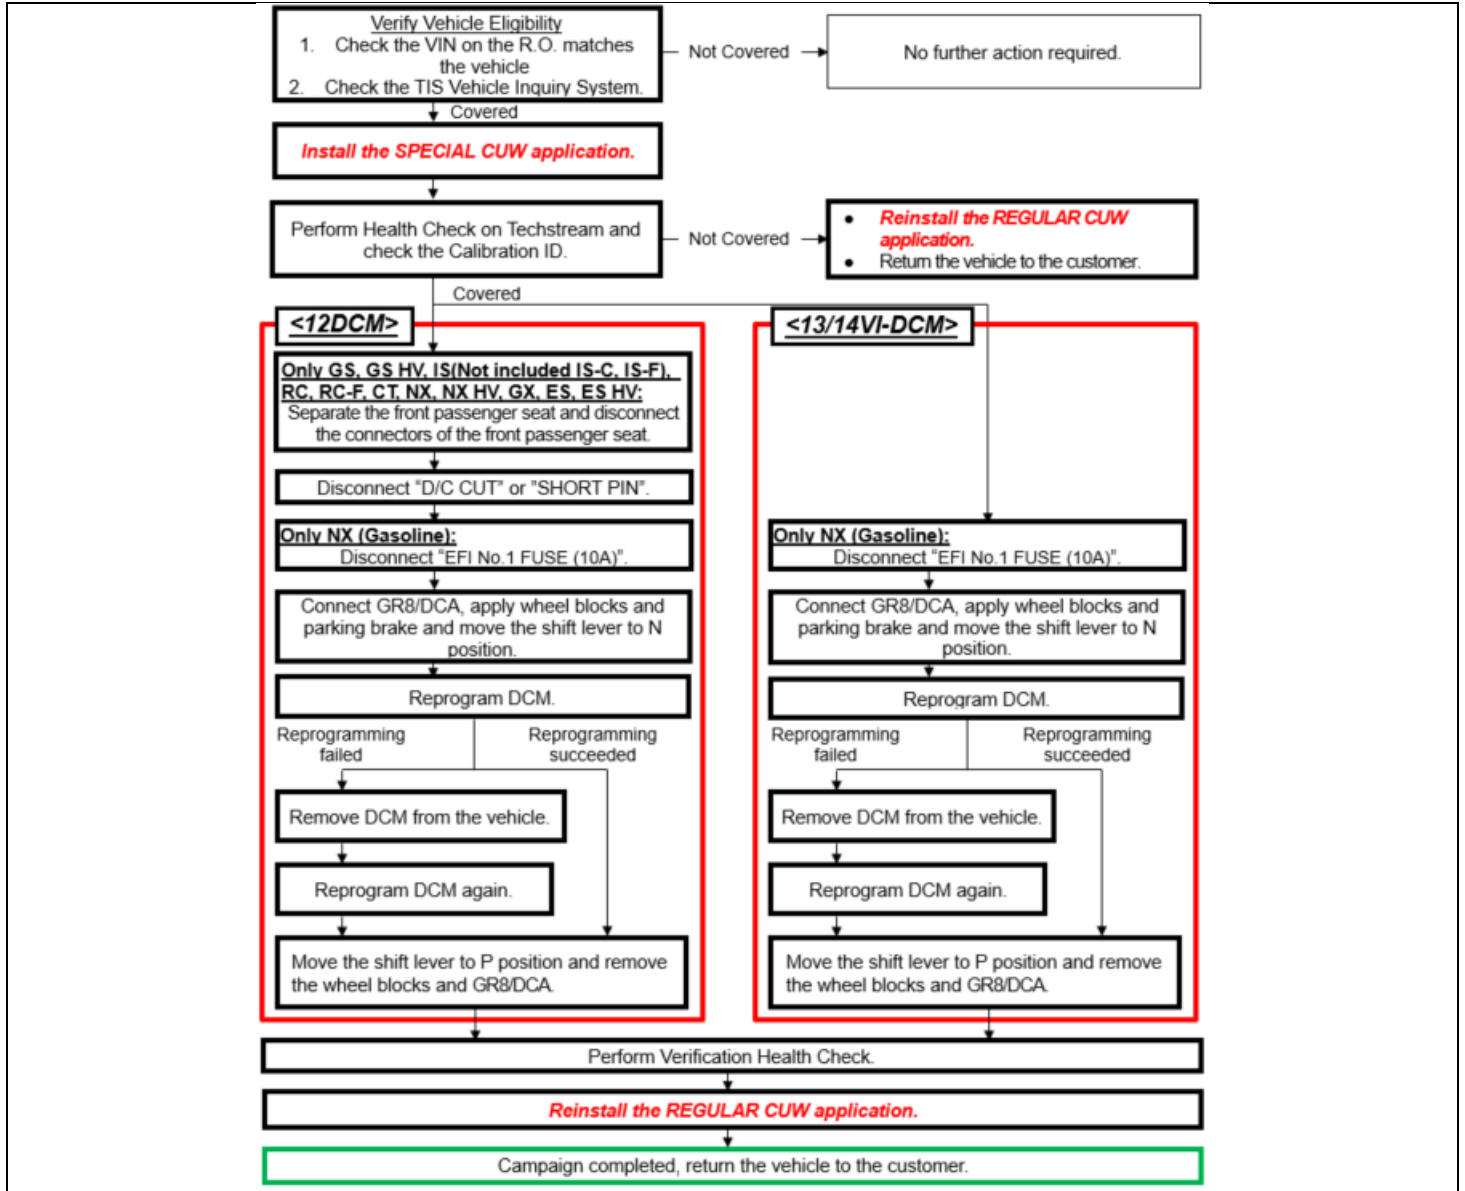 Verify Vehicle Eligibility
1. Check the VIN on the R.O. matches
the vehicle
2. Check the TIS Vehicle Inquiry System.
Not Covered
No further action required.
Covered
Install the SPECIAL CUW application.
Perform Health Check on Techstream and
check the Calibration ID.
Not Covered
● Reinstall the REGULAR CUW
application.
● Return the vehicle to the customer.
Covered
<12DCM>
Only GS, GS HV, IS(Not included IS-C, IS-F),
RC, RC-F, CT, NX, NX HV, GX, ES, ES HV:
Separate the front passenger seat and disconnect
the connectors of the front passenger seat.
Disconnect “D/C CUT” or ”SHORT PIN”.
Only NX (Gasoline):
Disconnect “EFI No.1 FUSE (10A)”.
Connect GR8/DCA, apply wheel blocks and
parking brake and move the shift lever to N
position.
Reprogram DCM.
Reprogramming
failed
Reprogramming
succeeded
Remove DCM from the vehicle.
Reprogram DCM again.
Move the shift lever to P position and remove
the wheel blocks and GR8/DCA.
<13/14VI-DCM>
Only NX (Gasoline):
Disconnect “EFI No.1 FUSE (10A)”.
Connect GR8/DCA, apply wheel blocks and
parking brake and move the shift lever to N
position.
Reprogram DCM.
Reprogramming
failed
Reprogramming
succeeded
Remove DCM from the vehicle.
Reprogram DCM again.
Move the shift lever to P position and remove
the wheel blocks and GR8/DCA.
Perform Verification Health Check.
Reinstall the REGULAR CUW application.
Campaign completed, return the vehicle to the customer.